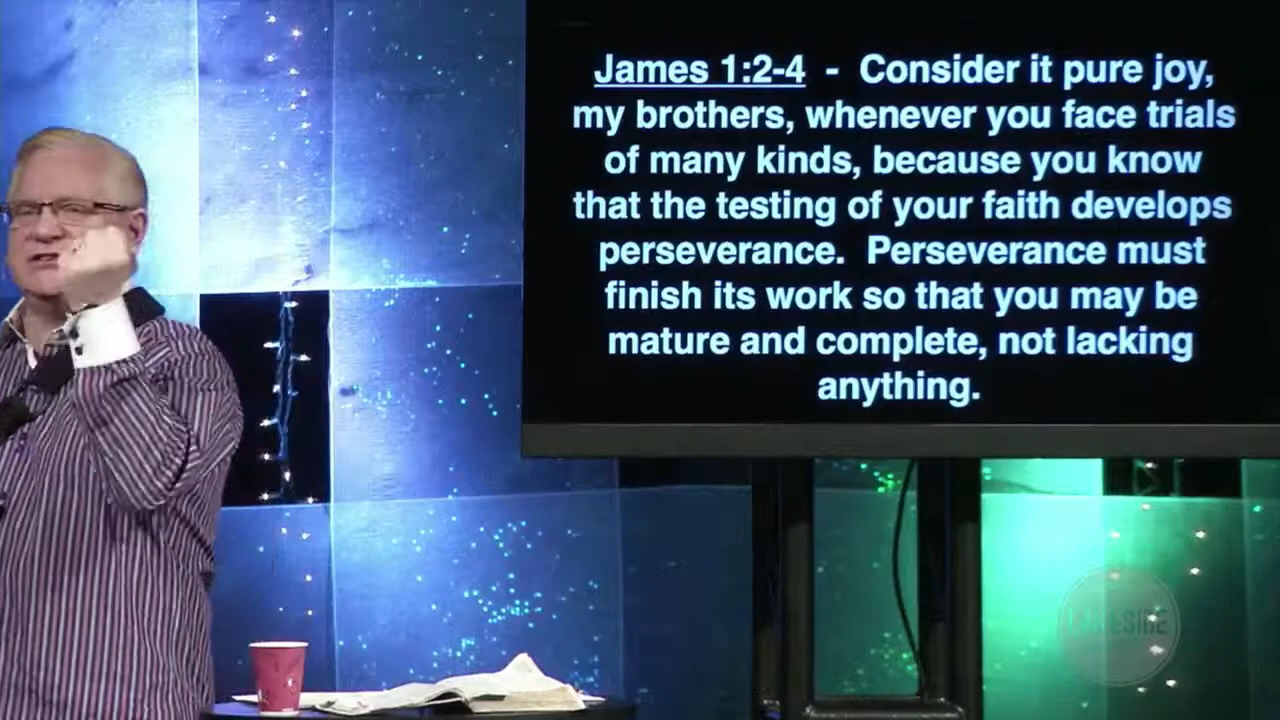 James 1:2-4 - Consider it pure joy,
my brothers, whenever you face trials
of many kinds, because you know
that the testing of your faith develops
perseverance. Perseverance must
finish its work so that you may be
mature and complete, not lacking
anything.
LAKESIDE